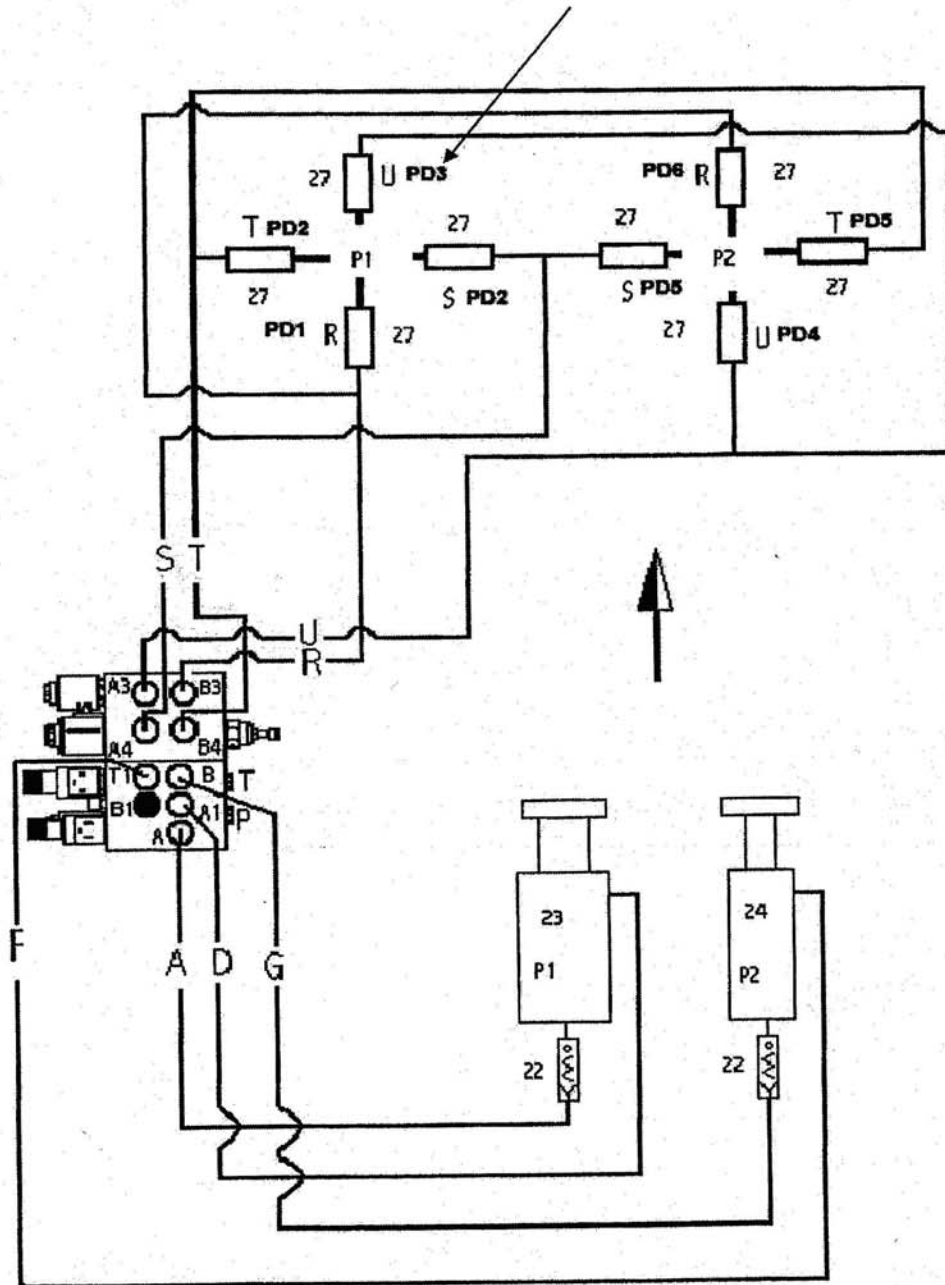 27 U PD3
PD6 R 27
T PD2
27
27
T PD5
P1
P2
27
S PD2
S PD5
27
PD1 R 27
27 U PD4
S T
U
R
A3 B3
A4 B4
T1 B T
B1 A1 P
A
F A D G
23
P1
24
P2
22
22